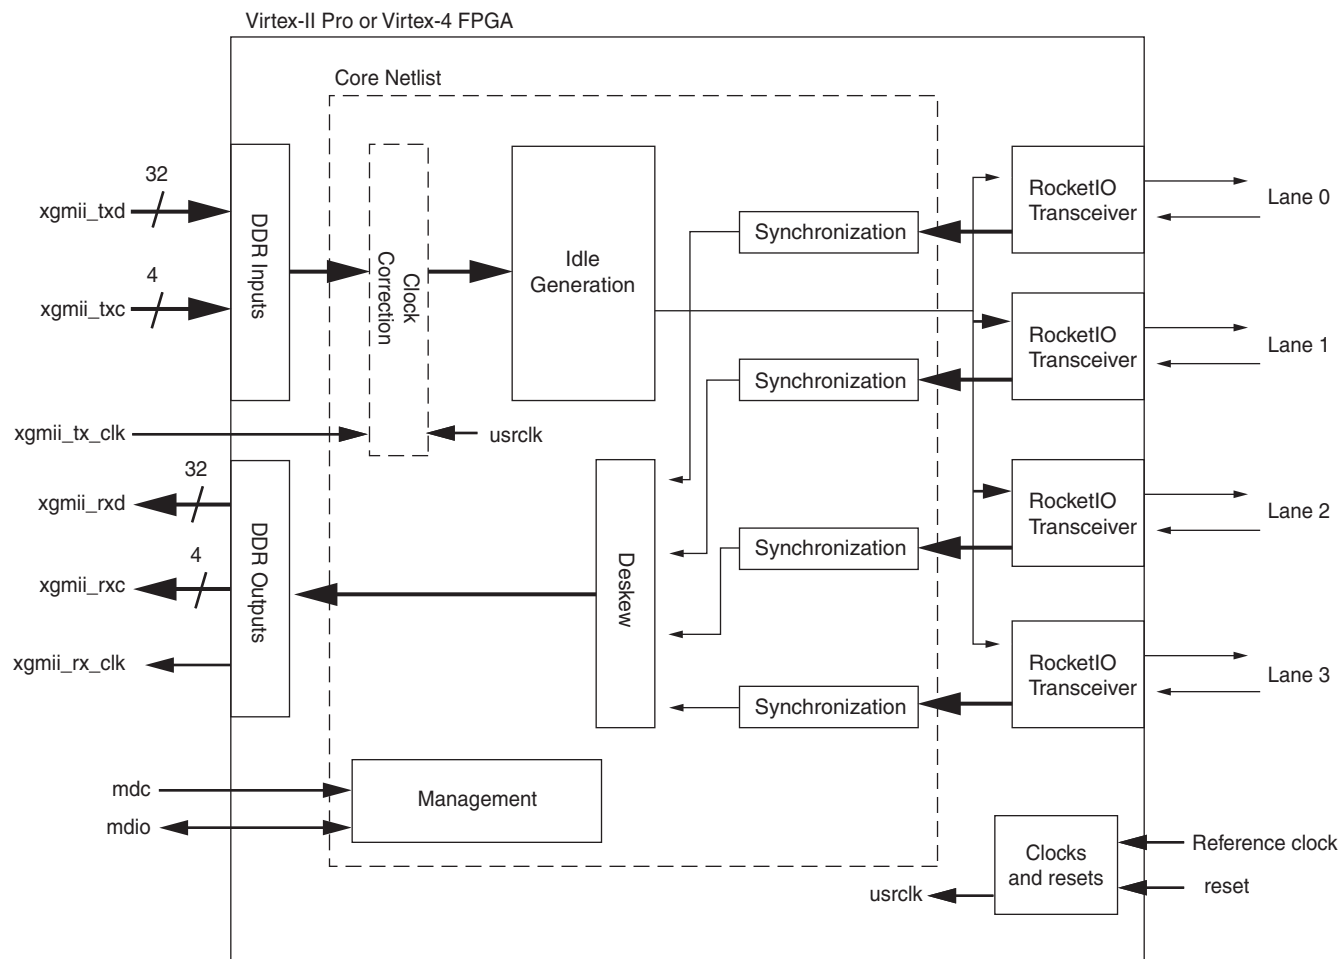 Virtex-II Pro or Virtex-4 FPGA
Core Netlist
32
xgmii_txd
4
xgmii_txc
DDR Inputs
Clock
Correction
Idle
Generation
Synchronization
RocketIO
Transceiver
Lane 0
RocketIO
Transceiver
Lane 1
Synchronization
xgmii_tx_clk
usrclk
32
xgmii_rxd
4
xgmii_rxc
xgmii_rx_clk
DDR Outputs
Deskew
Synchronization
RocketIO
Transceiver
Lane 2
Synchronization
RocketIO
Transceiver
Lane 3
mdc
mdio
Management
Clocks
and resets
Reference clock
reset
usrclk